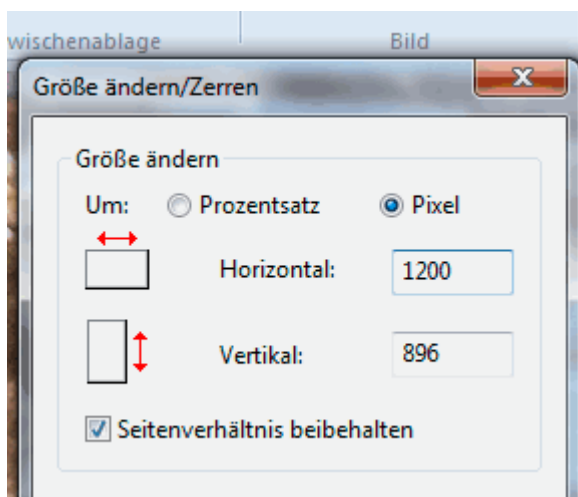 wischenablage Bild
Größe ändern/Zerren
Größe ändern
Um: Prozentsatz Pixel
Horizontal: 1200
Vertikal: 896
Seitenverhältnis beibehalten